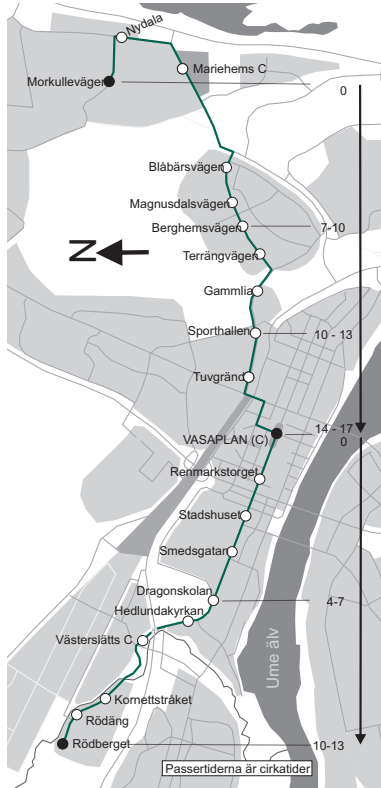 Nydala
Mariehems C
Morkullevägen
0
Blåbärsvägen
Magnusdalsvägen
Berghemsvägen
7-10
Terrängvägen
N
Gammlia
Sporthallen
10 - 13
Tuvgränd
14 - 17
VASAPLAN (C)
0
Renmarkstorget
Stadshuset
Smedsgatan
Dragonskolan
4-7
Hedlundakyrkan
Västerslätts C
Ume älv
Kornettstråket
Rödäng
Rödberget
10-13
Passertiderna är cirkatider